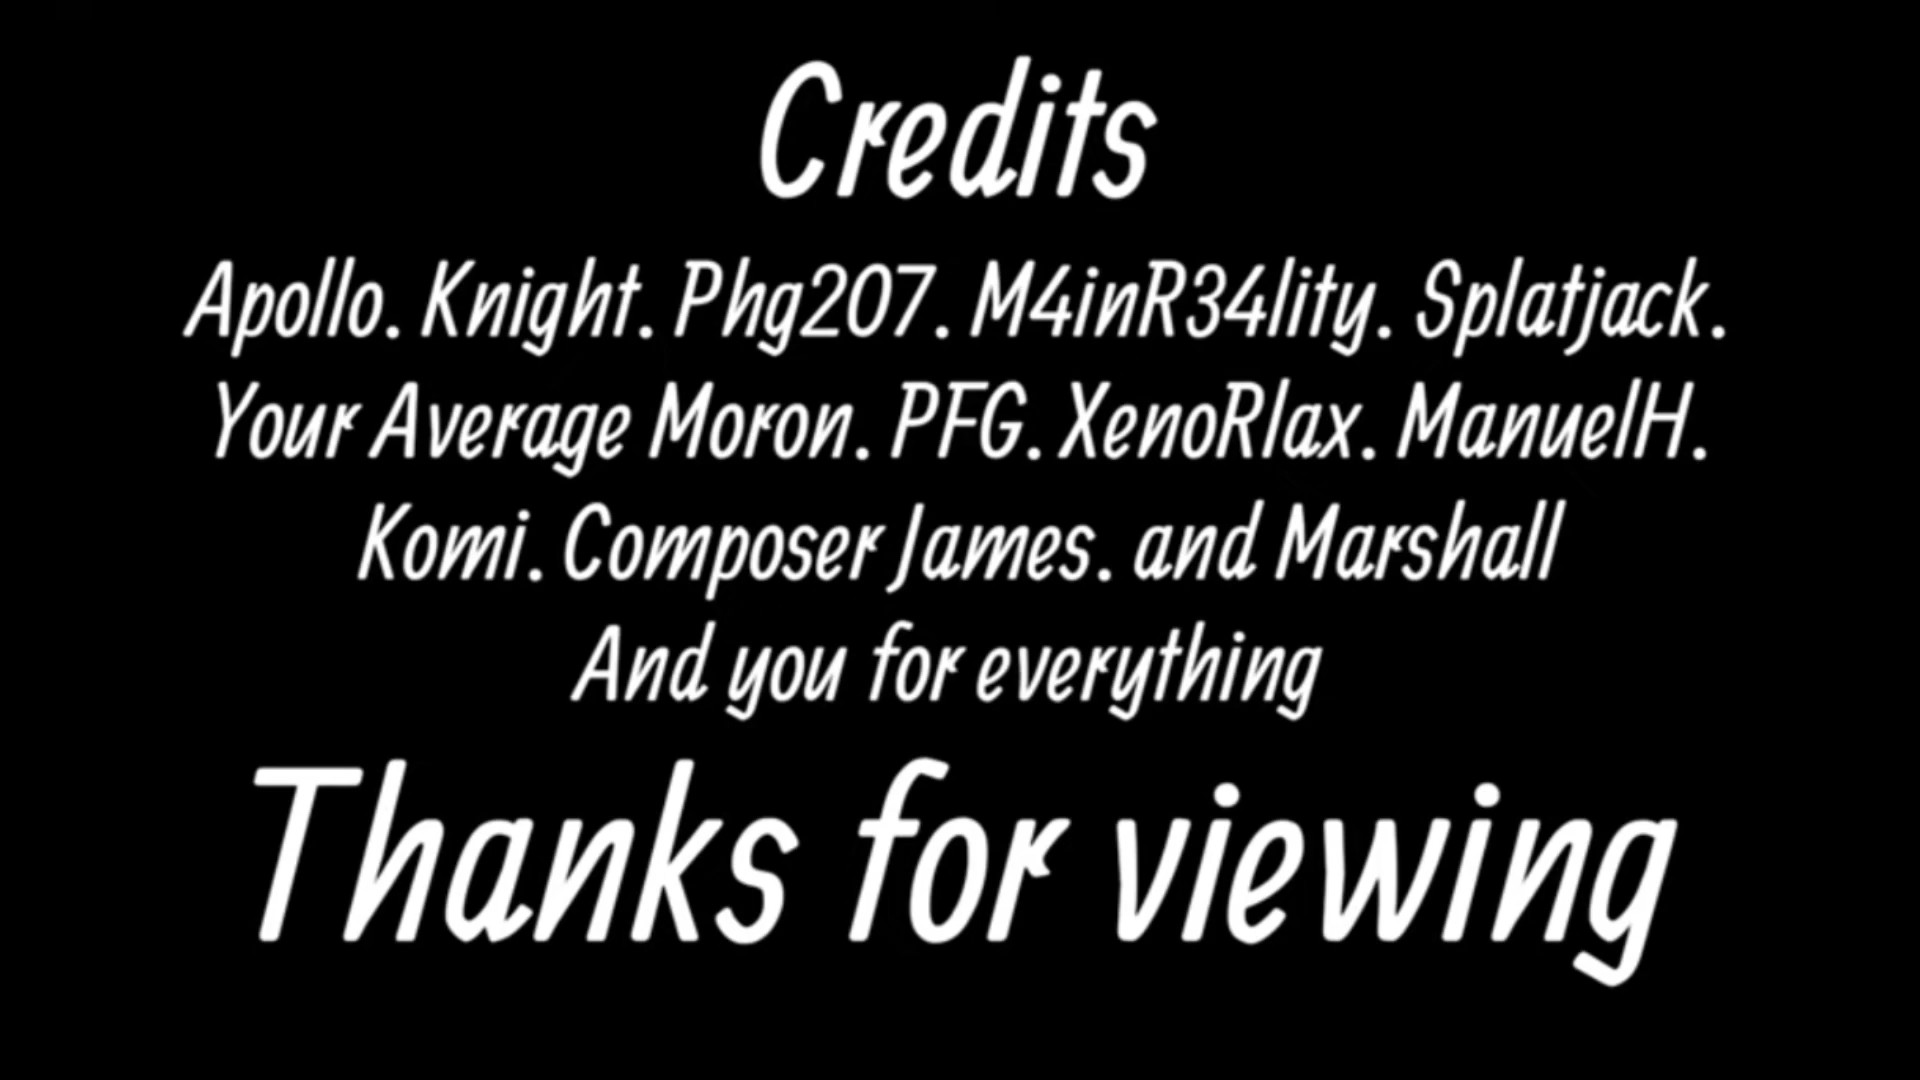 Credits
Apollo. Knight. Phg207. M4inR34lity. Splatjack.
Your Average Moron. PFG. XenoRlax. ManuelH.
Komi. Composer James. and Marshall
And you for everything
Thanks for viewing